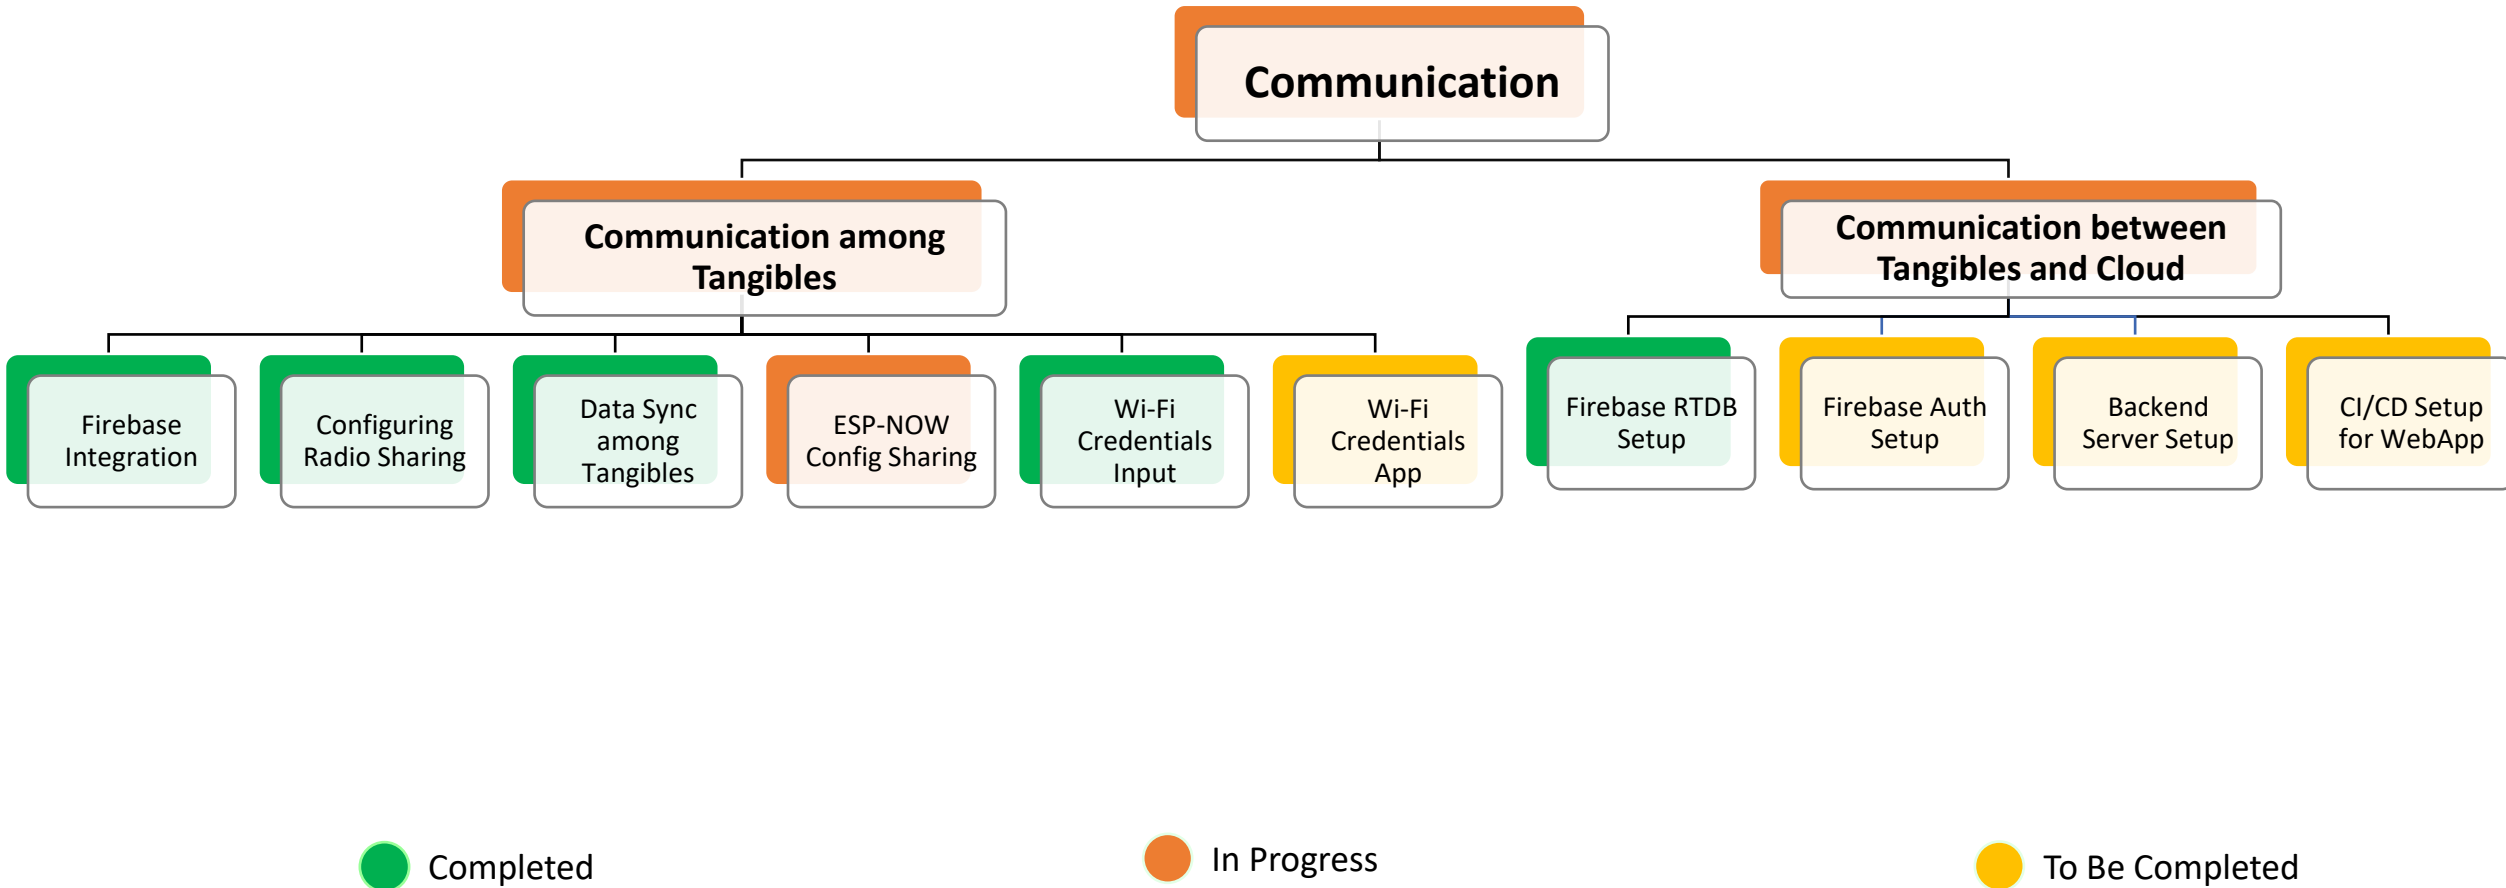 Communication
Communication among
Tangibles
Communication between
Tangibles and Cloud
Firebase
Integration
Configuring
Radio Sharing
Data Sync
among
Tangibles
ESP-NOW
Config Sharing
Wi-Fi
Credentials
Input
Wi-Fi
Credentials
App
Firebase RTDB
Setup
Firebase Auth
Setup
Backend
Server Setup
CI/CD Setup
for WebApp
Completed
In Progress
To Be Completed